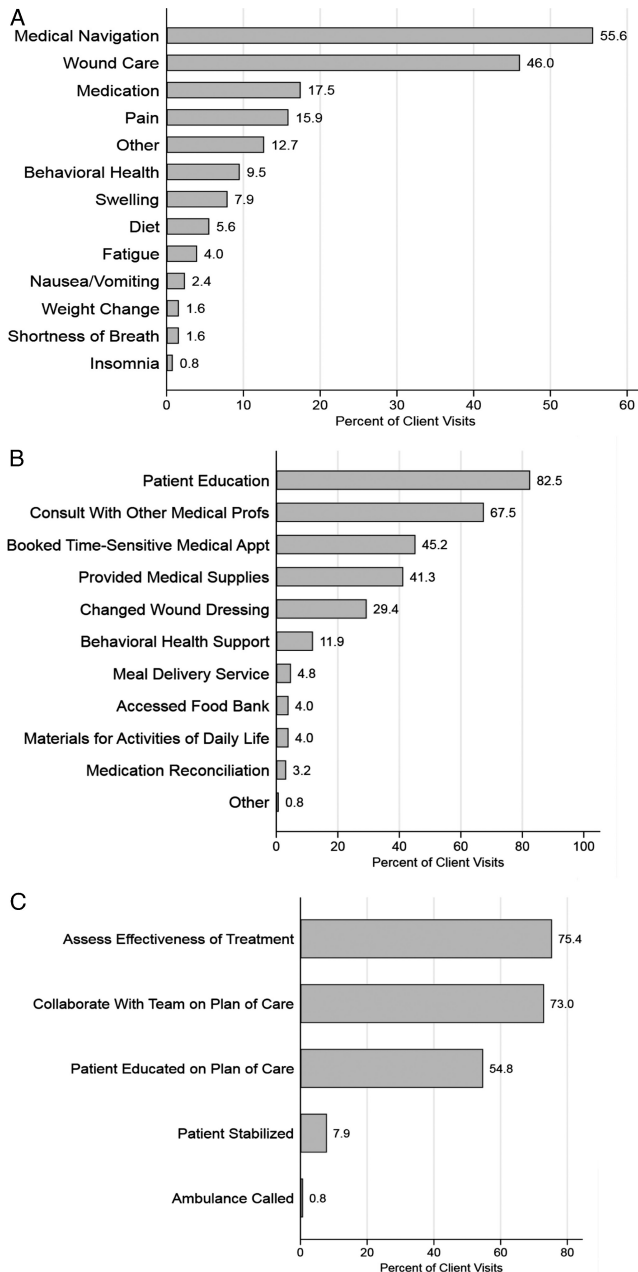 A
Medical Navigation 55.6
Wound Care 46.0
Medication 17.5
Pain 15.9
Other 12.7
Behavioral Health 9.5
Swelling 7.9
Diet 5.6
Fatigue 4.0
Nausea/Vomiting 2.4
Weight Change 1.6
Shortness of Breath 1.6
Insomnia 0.8
0 10 20 30 40 50 60
Percent of Client Visits
B
Patient Education 82.5
Consult With Other Medical Profs 67.5
Booked Time-Sensitive Medical Appt 45.2
Provided Medical Supplies 41.3
Changed Wound Dressing 29.4
Behavioral Health Support 11.9
Meal Delivery Service 4.8
Accessed Food Bank 4.0
Materials for Activities of Daily Life 4.0
Medication Reconciliation 3.2
Other 0.8
0 20 40 60 80 100
Percent of Client Visits
C
Assess Effectiveness of Treatment 75.4
Collaborate With Team on Plan of Care 73.0
Patient Educated on Plan of Care 54.8
Patient Stabilized 7.9
Ambulance Called 0.8
0 20 40 60 80
Percent of Client Visits